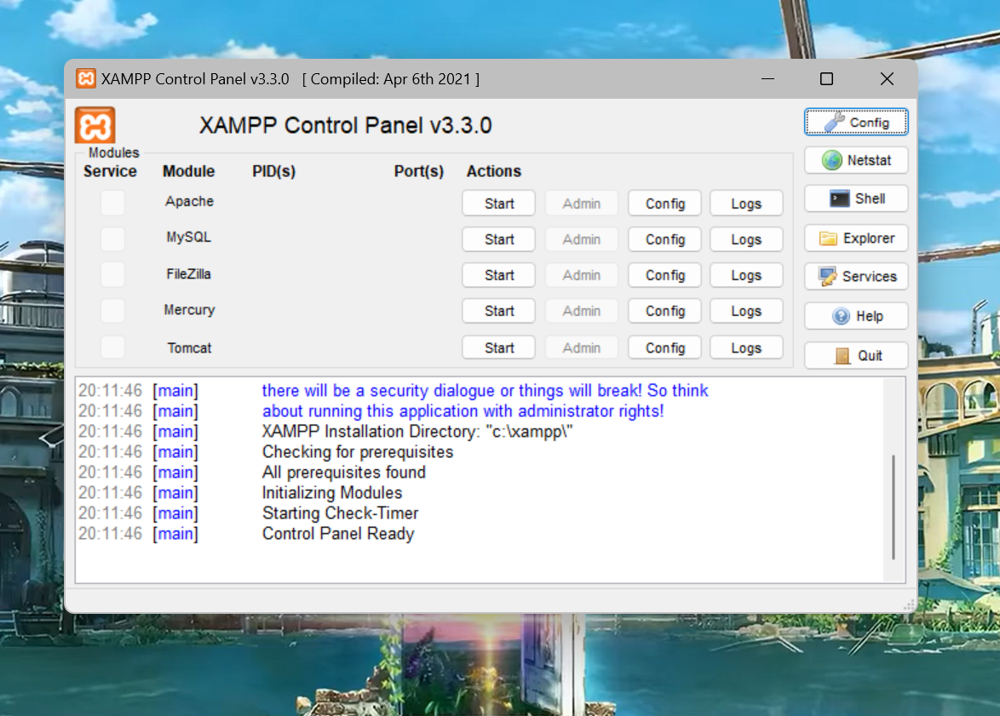 XAMPP Control Panel v3.3.0 [ Compiled: Apr 6th 2021 ]
XAMPP Control Panel v3.3.0
Config
Modules
Service Module PID(s) Port(s) Actions
Netstat
Apache Start Admin Config Logs
Shell
MySQL Start Admin Config Logs
Explorer
FileZilla Start Admin Config Logs
Services
Mercury Start Admin Config Logs
Help
Tomcat Start Admin Config Logs
Quit
20:11:46 [main] there will be a security dialogue or things will break! So think
20:11:46 [main] about running this application with administrator rights!
20:11:46 [main] XAMPP Installation Directory: "c:\xampp\"
20:11:46 [main] Checking for prerequisites
20:11:46 [main] All prerequisites found
20:11:46 [main] Initializing Modules
20:11:46 [main] Starting Check-Timer
20:11:46 [main] Control Panel Ready